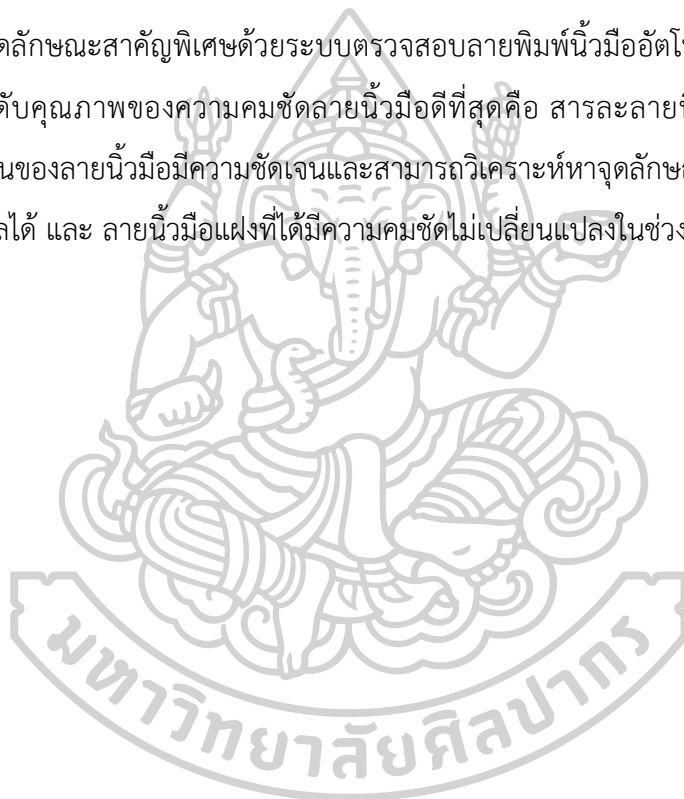 ดลักษณะสาคัญพิเศษด้วยระบบตรวจสอบลายพิมพ์นิ้วมืออัตโ
ดับคุณภาพของความคมชัดลายนิ้วมือดีที่สุดคือ สารละลาย
นของลายนิ้วมือมีความชัดเจนและสามารถวิเคราะห์หาจุดลักษ
ลได้ และ ลายนิ้วมือแฝงที่ได้มีความคมชัดไม่เปลี่ยนแปลงในช่วง
มหาวิทยาลัยศิลปากร